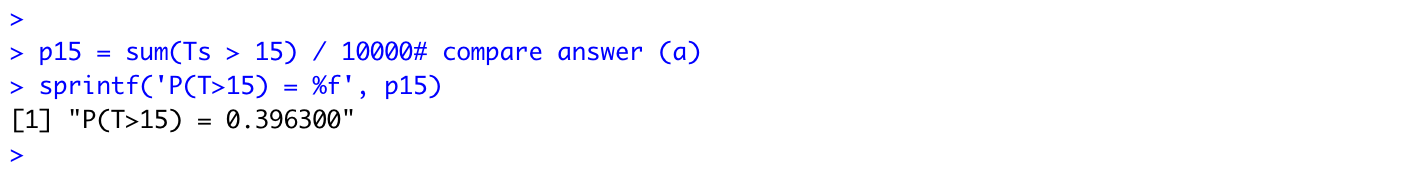 >
> p15 = sum(Ts > 15) / 10000# compare answer (a)
> sprintf('P(T>15) = %f', p15)
[1] "P(T>15) = 0.396300"
>